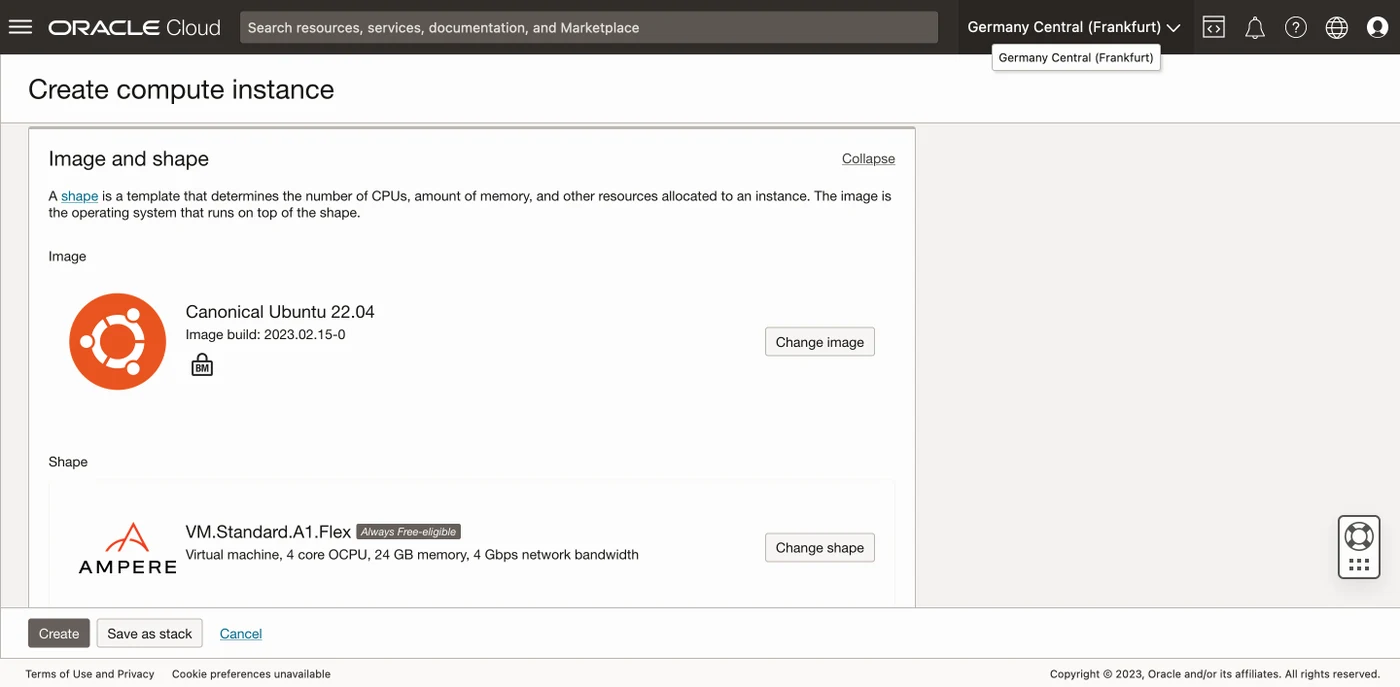 ORACLE Cloud
Search resources, services, documentation, and Marketplace
Germany Central (Frankfurt)
Germany Central (Frankfurt)
Create compute instance
Image and shape
Collapse
A shape is a template that determines the number of CPUs, amount of memory, and other resources allocated to an instance. The image is
the operating system that runs on top of the shape.
Image
Canonical Ubuntu 22.04
Image build: 2023.02.15-0
BM
Change image
Shape
AMPERE
VM.Standard.A1.Flex Always Free-eligible
Virtual machine, 4 core OCPU, 24 GB memory, 4 Gbps network bandwidth
Change shape
Create
Save as stack
Cancel
Terms of Use and Privacy
Cookie preferences unavailable
Copyright © 2023, Oracle and/or its affiliates. All rights reserved.